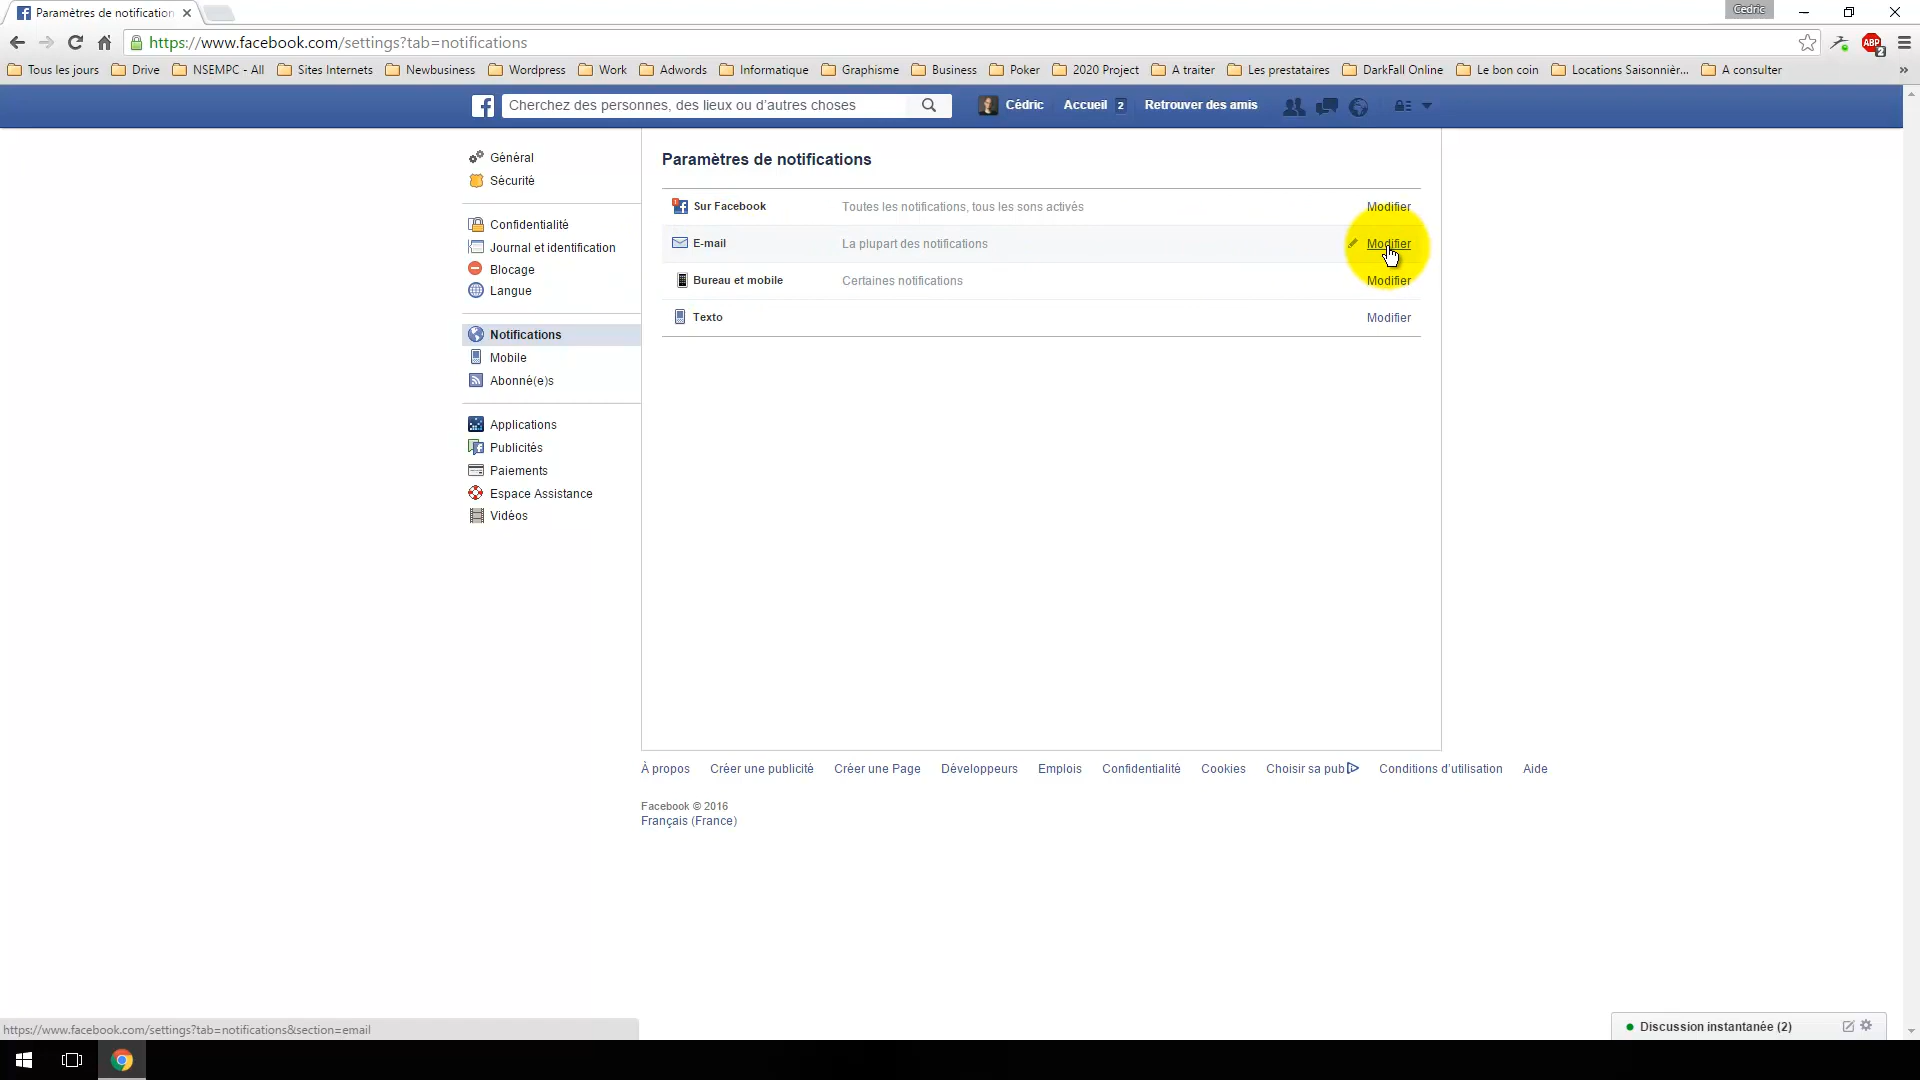 Paramètres de notification
Cedric
https://www.facebook.com/settings?tab=notifications
ABP
2
Tous les jours Drive NSEMPC - All Sites Internets Newbusiness Wordpress Work Adwords Informatique Graphisme Business Poker 2020 Project A traiter Les prestataires DarkFall Online Le bon coin Locations Saisonnièr... A consulter »
Cherchez des personnes, des lieux ou d'autres choses
Cédric Accueil 2 Retrouver des amis
Général
Sécurité
Confidentialité
Journal et identification
Blocage
Langue
Notifications
Mobile
Abonné(e)s
Applications
Publicités
Paiements
Espace Assistance
Vidéos
Paramètres de notifications
Sur Facebook Toutes les notifications, tous les sons activés Modifier
E-mail La plupart des notifications Modifier
Bureau et mobile Certaines notifications Modifier
Texto Modifier
À propos Créer une publicité Créer une Page Développeurs Emplois Confidentialité Cookies Choisir sa pub Conditions d'utilisation Aide
Facebook © 2016
Français (France)
https://www.facebook.com/settings?tab=notifications&section=email
Discussion instantanée (2)